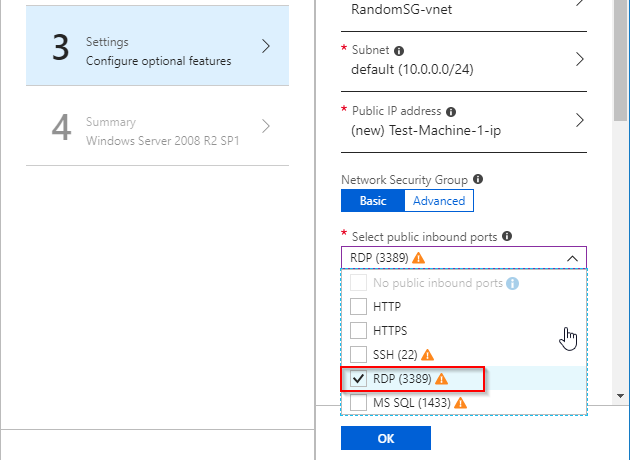 3
Settings
Configure optional features
4
Summary
Windows Server 2008 R2 SP1
RandomSG-vnet
* Subnet
default (10.0.0.0/24)
* Public IP address
(new) Test-Machine-1-ip
Network Security Group
Basic Advanced
* Select public inbound ports
RDP (3389)
No public inbound ports
HTTP
HTTPS
SSH (22)
RDP (3389)
MS SQL (1433)
OK